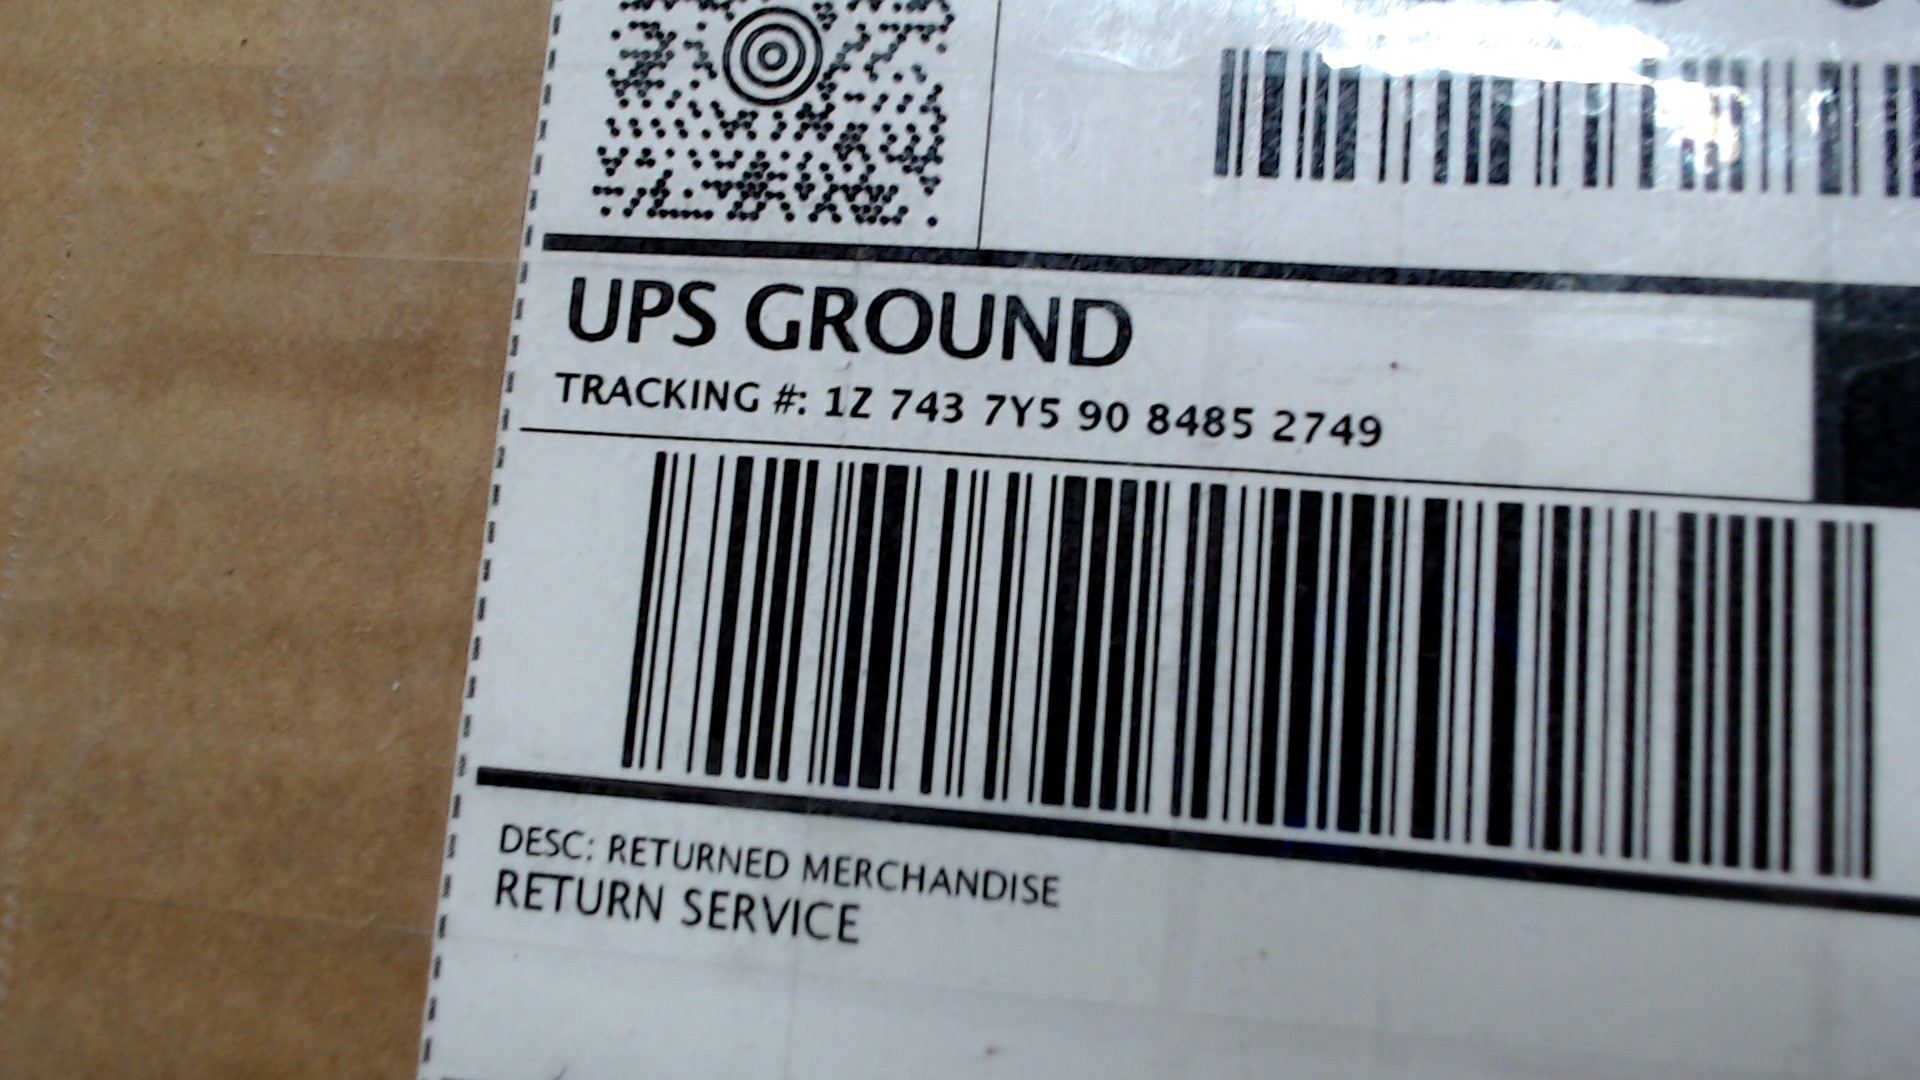 UPS GROUND
TRACKING #: 1Z 743 7Y5 90 8485 2749
DESC: RETURNED MERCHANDISE
RETURN SERVICE